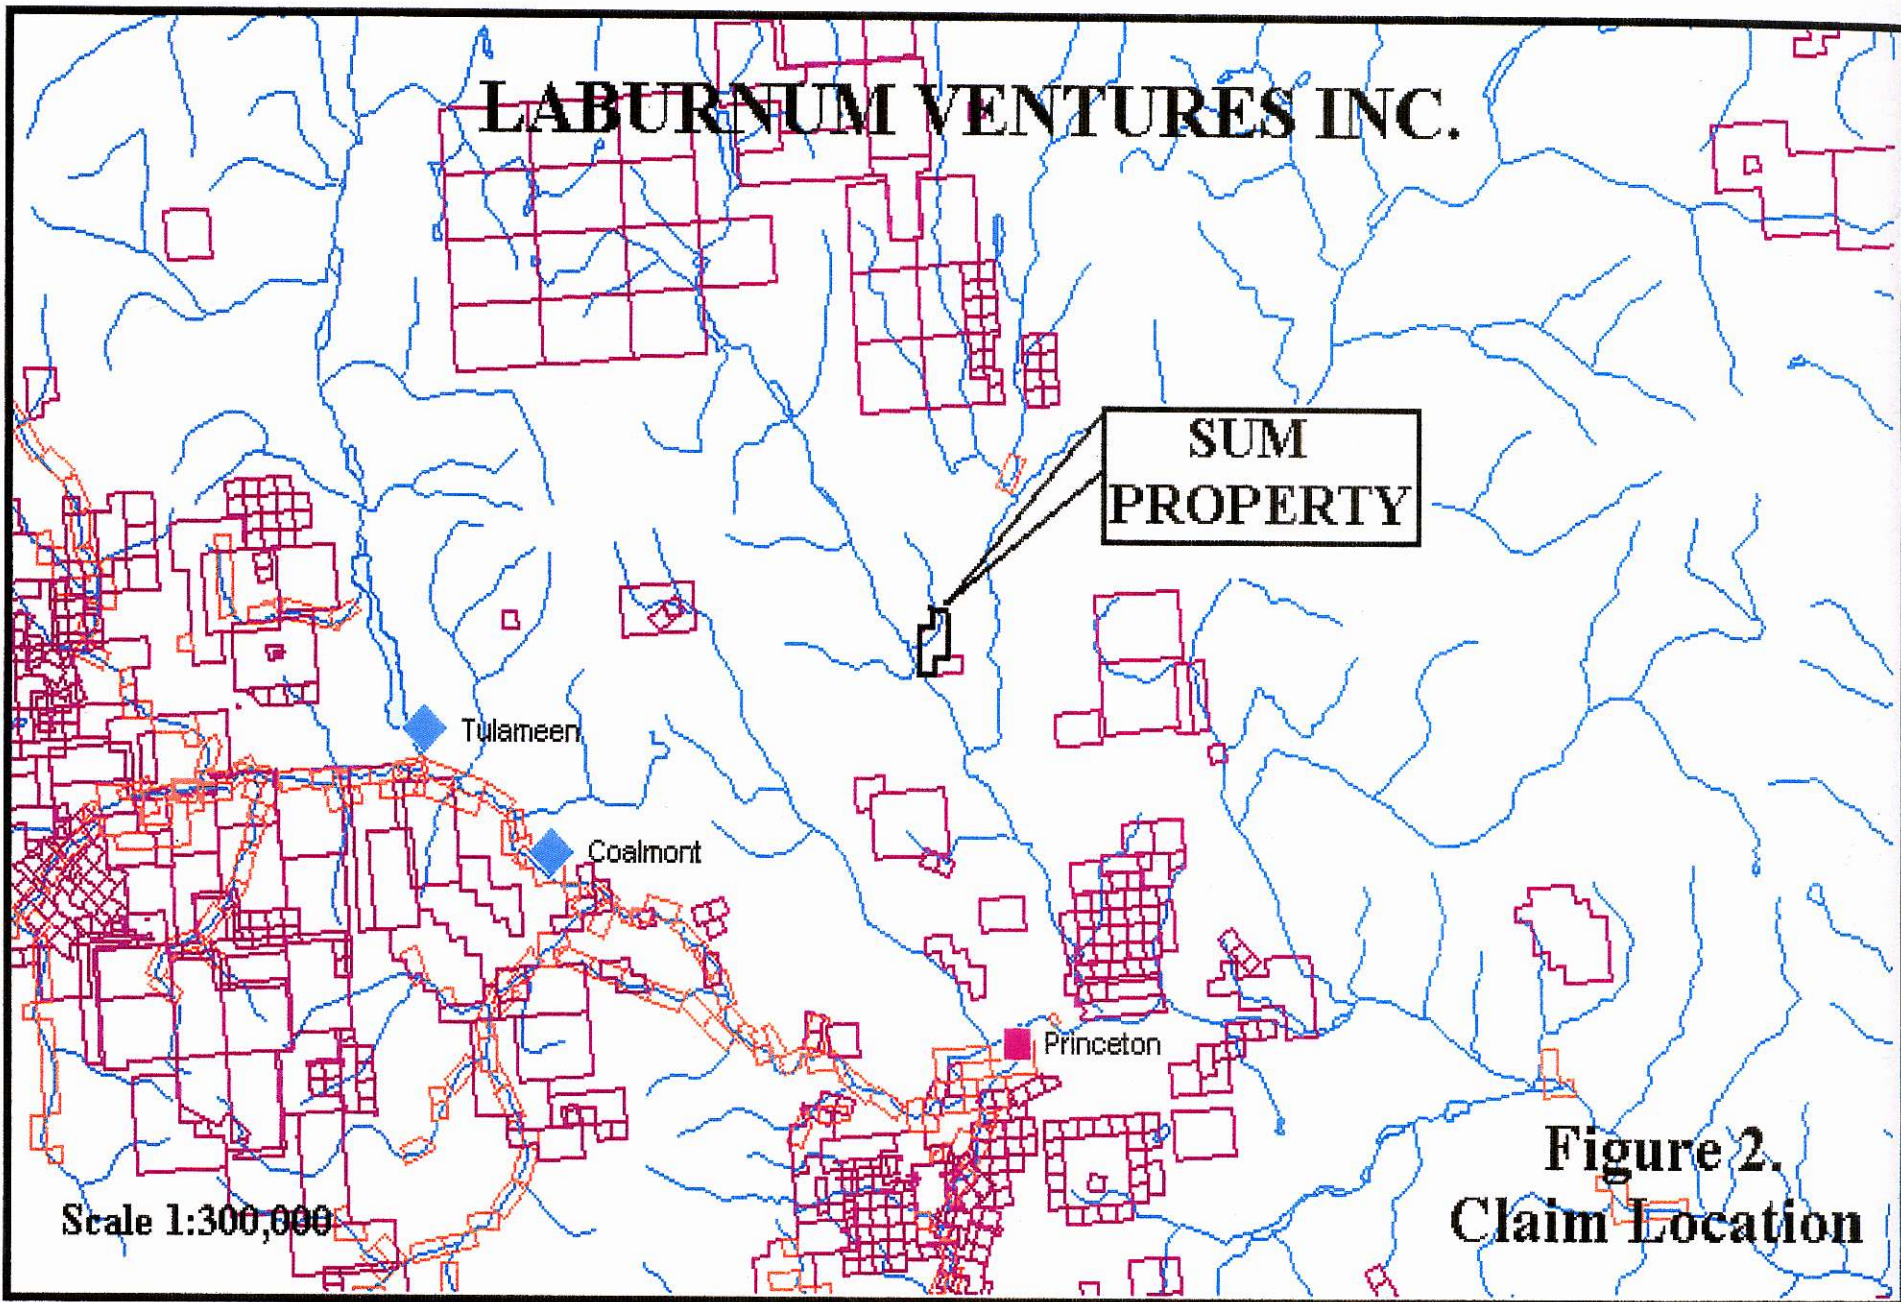 LABURNUM VENTURES INC.
SUM
PROPERTY
Tulameen
Coalmont
Princeton
Figure 2.
Claim Location
Scale 1:300,000